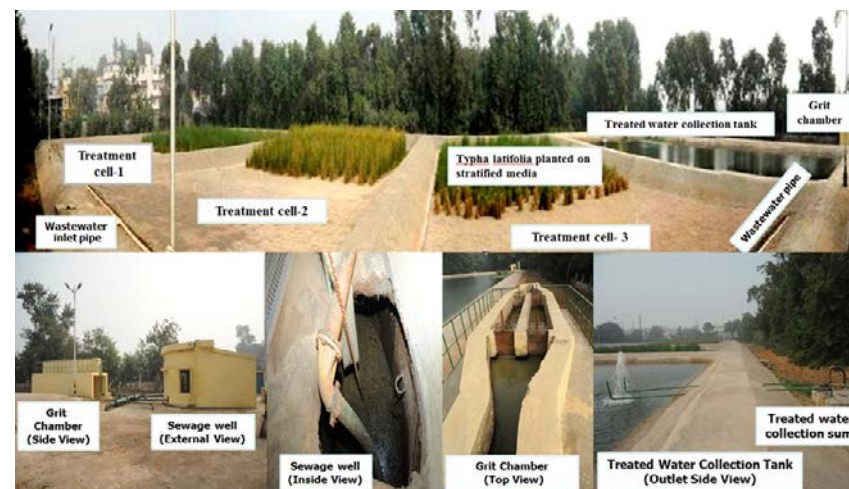 Grit
chamber
Treated water collection tank
Treatment
cell-1
Typha latifolia planted on
stratified media
Treatment cell-2
Wastewater
inlet pipe
Treatment cell- 3
Wastewater pipe
Grit
Chamber
(Side View)
Sewage well
(External View)
Sewage well
(Inside View)
Grit Chamber
(Top View)
Treated wate
collection sum
Treated Water Collection Tank
(Outlet Side View)